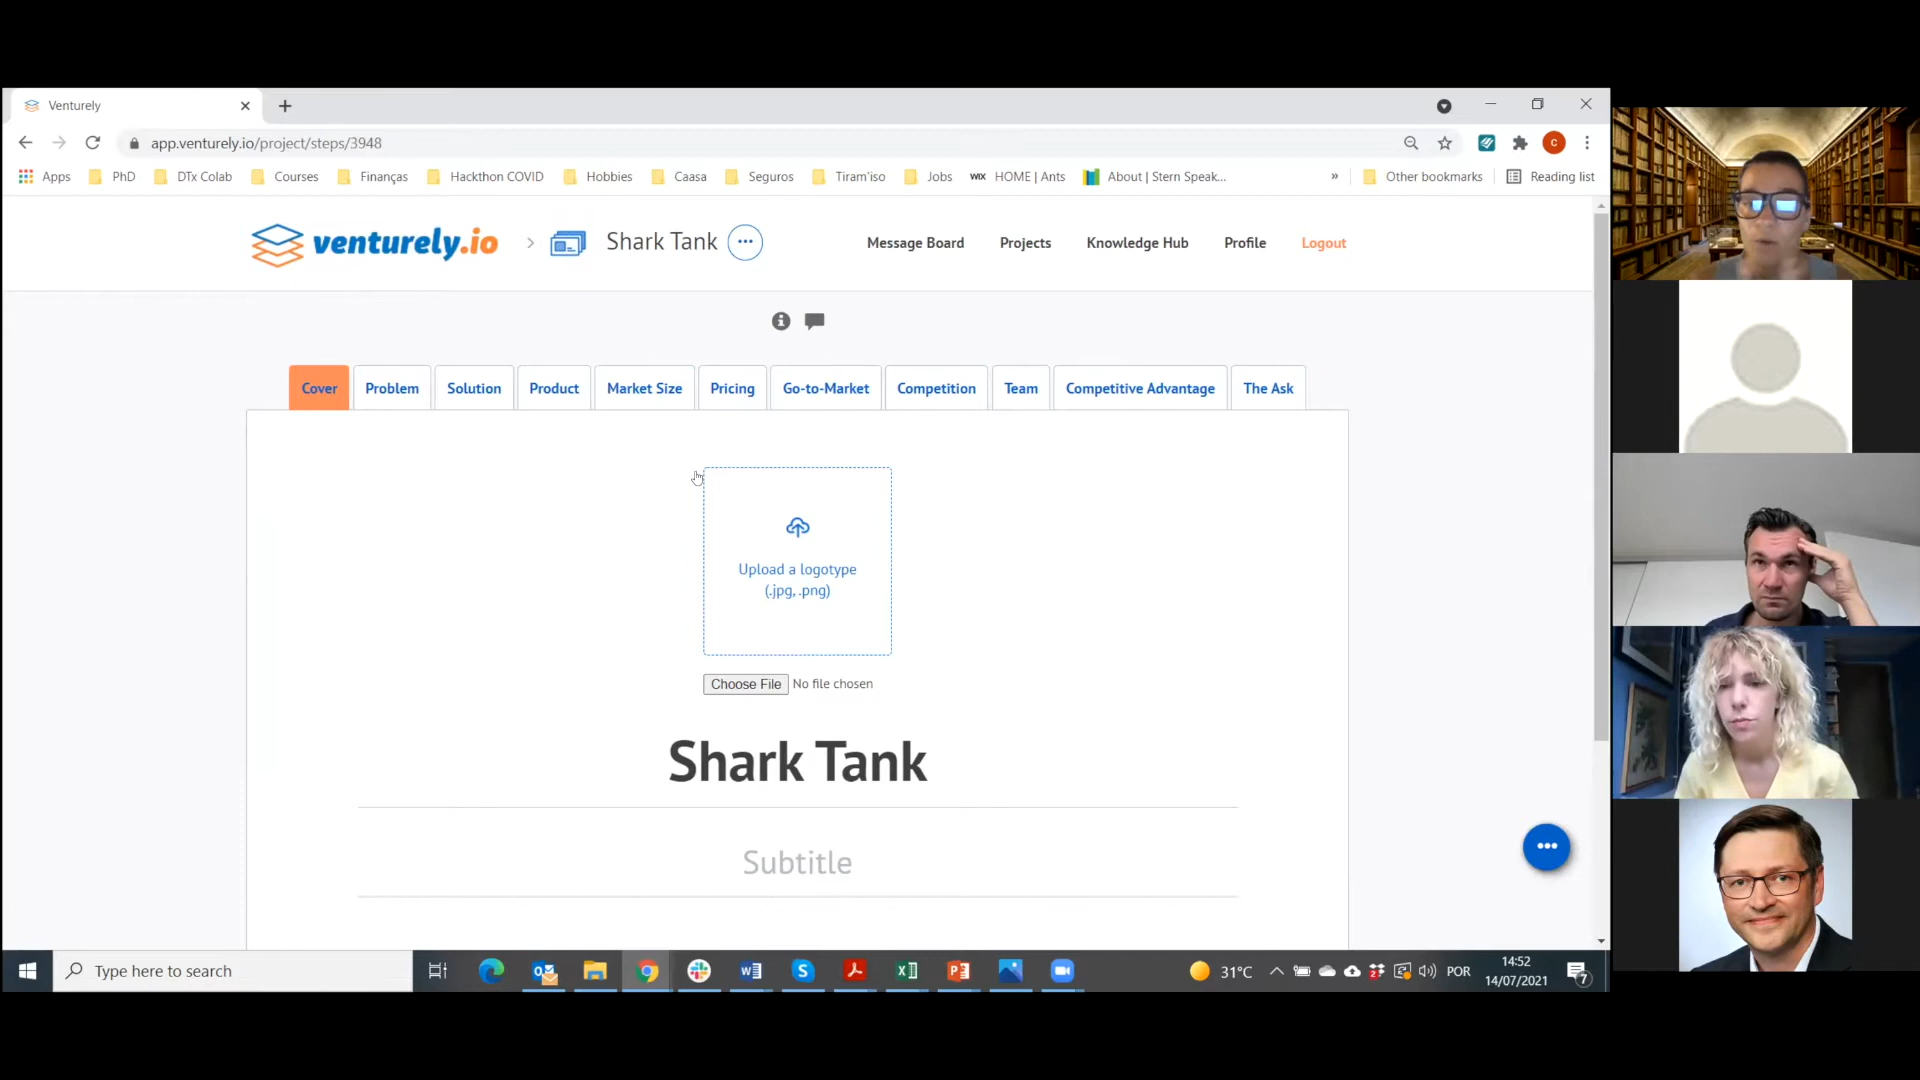 Venturely
app.venturely.io/project/steps/3948
Apps PhD DTx Colab Courses Finanças Hackthon COVID Hobbies Caasa Seguros Tiram'iso Jobs WIX HOME | Ants About | Stern Speak... » Other bookmarks Reading list
venturely.io > Shark Tank ... Message Board Projects Knowledge Hub Profile Logout
Cover Problem Solution Product Market Size Pricing Go-to-Market Competition Team Competitive Advantage The Ask
Upload a logotype
(.jpg, .png)
Choose File No file chosen
Shark Tank
Subtitle
Type here to search
31°C
POR
14:52
14/07/2021
7